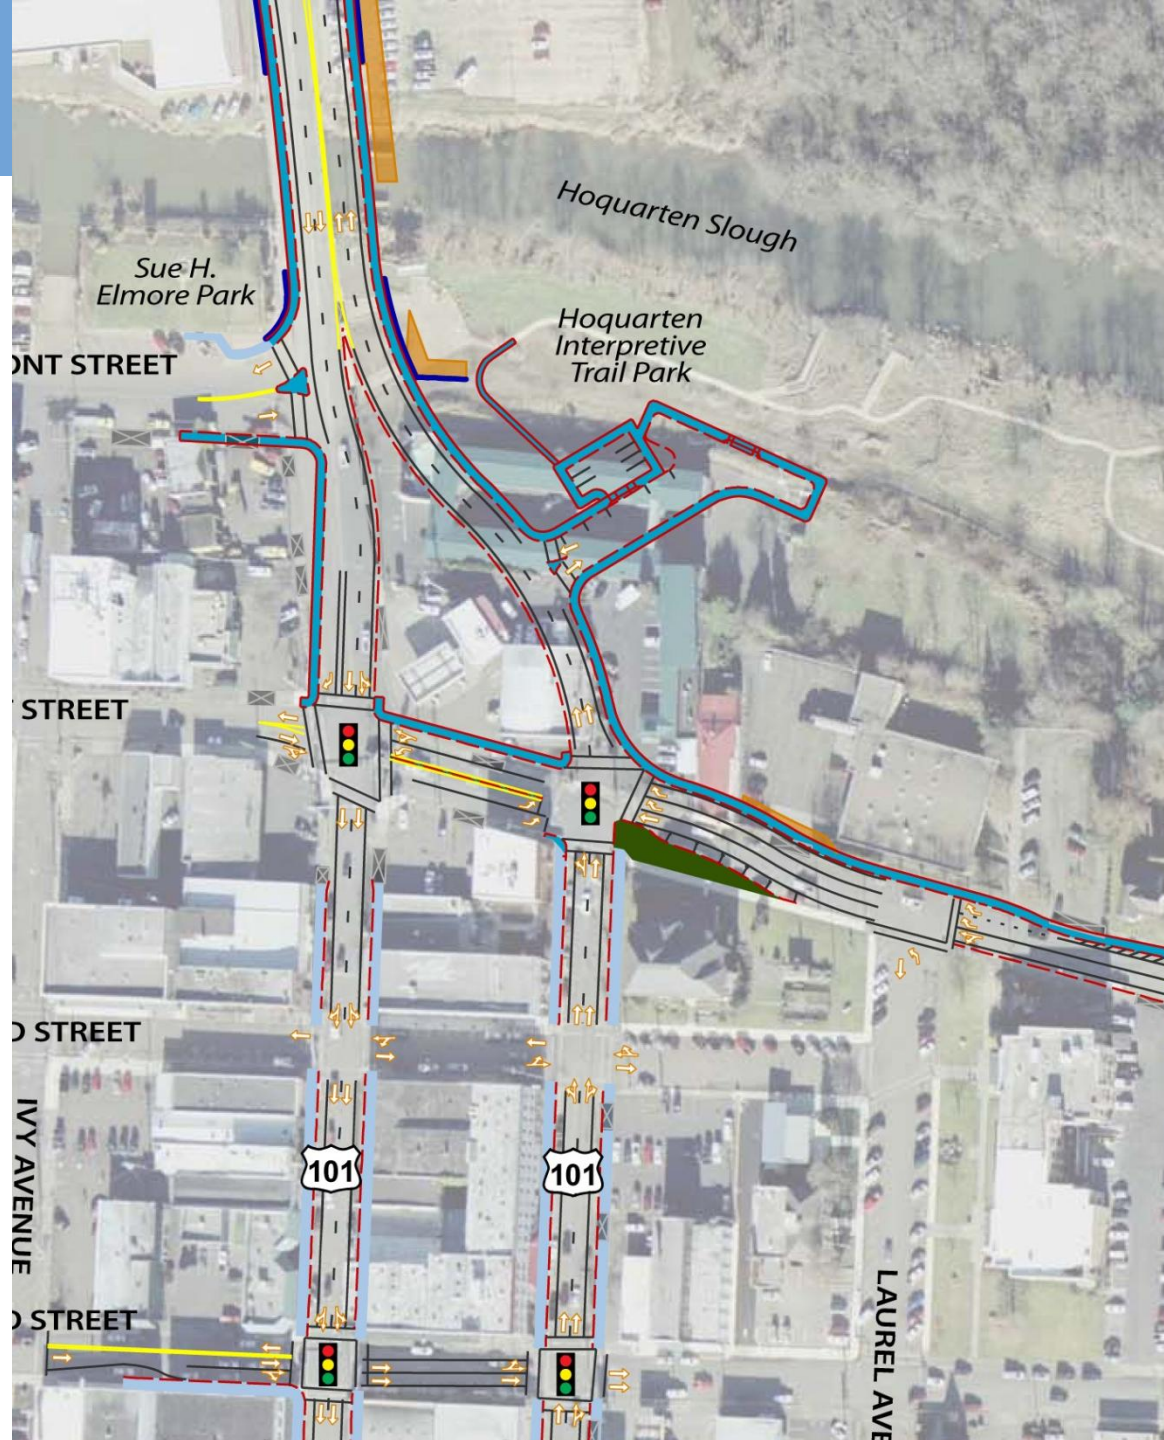 Hoquarten Slough
Sue H.
Elmore Park
Hoquarten
Interpretive
Trail Park
ONT STREET
STREET
D STREET
IVY AVENUE
101
101
LAUREL AVE
D STREET